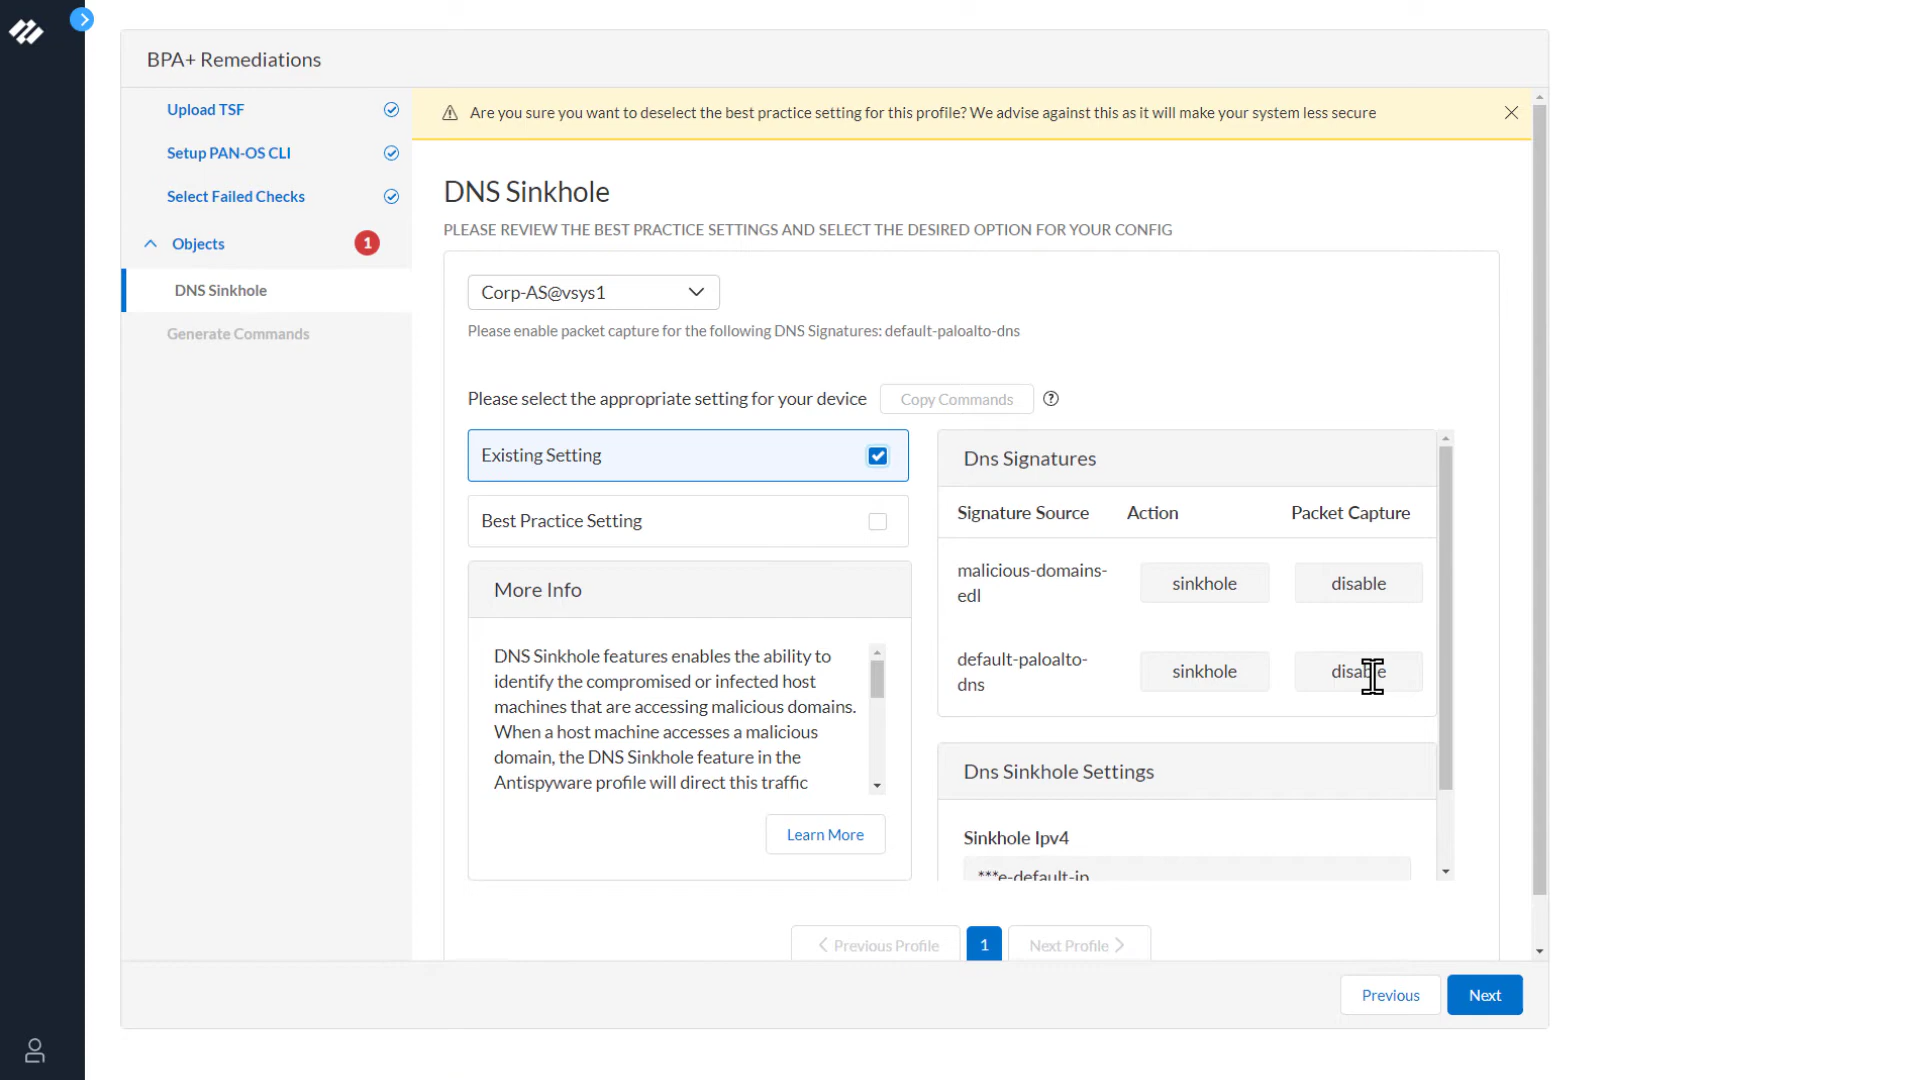 BPA+ Remediations
Upload TSF
Setup PAN-OS CLI
Select Failed Checks
Objects
1
DNS Sinkhole
Generate Commands
Are you sure you want to deselect the best practice setting for this profile? We advise against this as it will make your system less secure
DNS Sinkhole
PLEASE REVIEW THE BEST PRACTICE SETTINGS AND SELECT THE DESIRED OPTION FOR YOUR CONFIG
Corp-AS@vsys1
Please enable packet capture for the following DNS Signatures: default-paloalto-dns
Please select the appropriate setting for your device
Copy Commands
?
Existing Setting
Best Practice Setting
More Info
DNS Sinkhole features enables the ability to
identify the compromised or infected host
machines that are accessing malicious domains.
When a host machine accesses a malicious
domain, the DNS Sinkhole feature in the
Antispyware profile will direct this traffic
Learn More
Dns Signatures
Signature Source Action Packet Capture
malicious-domains-
edl
sinkhole disable
default-paloalto-
dns
sinkhole disable
Dns Sinkhole Settings
Sinkhole Ipv4
***e-default-ip
Previous Profile 1 Next Profile
Previous Next